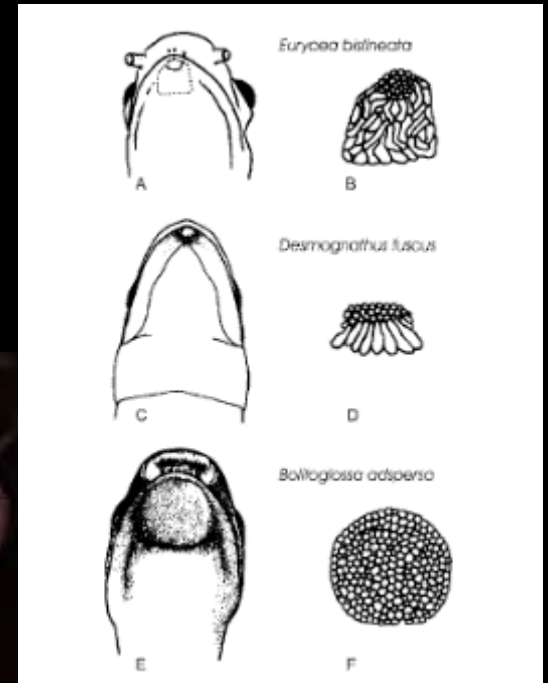 Eurycea bislineata
A
B
Desmognathus fuscus
C
D
Bolitoglossa adspersa
E
F